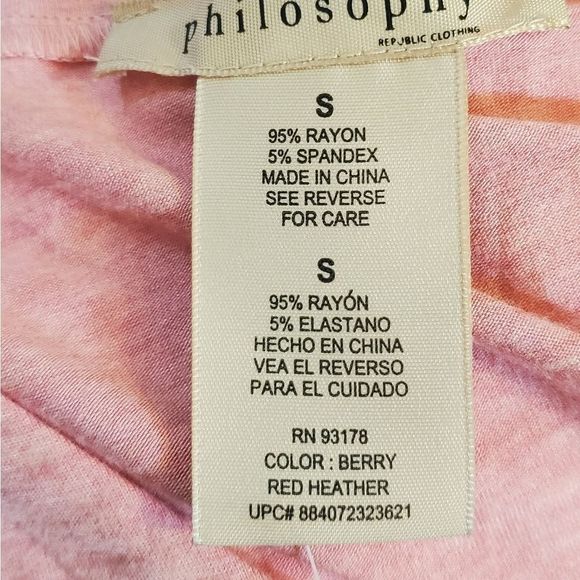 philosophy
REPUBLIC CLOTHING
S
95% RAYON
5% SPANDEX
MADE IN CHINA
SEE REVERSE
FOR CARE
S
95% RAYÓN
5% ELASTANO
HECHO EN CHINA
VEA EL REVERSO
PARA EL CUIDADO
RN 93178
COLOR : BERRY
RED HEATHER
UPC# 884072323621